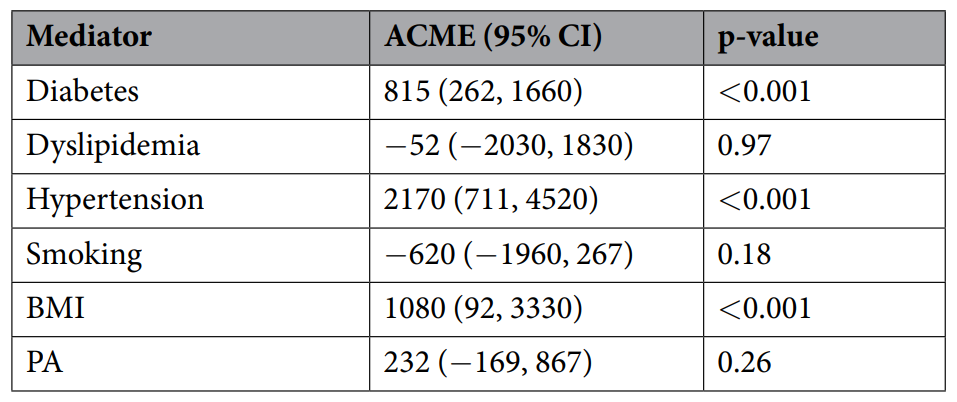 Mediator ACME (95% CI) p-value
Diabetes 815 (262, 1660) <0.001
Dyslipidemia −52 (−2030, 1830) 0.97
Hypertension 2170 (711, 4520) <0.001
Smoking −620 (−1960, 267) 0.18
BMI 1080 (92, 3330) <0.001
PA 232 (−169, 867) 0.26